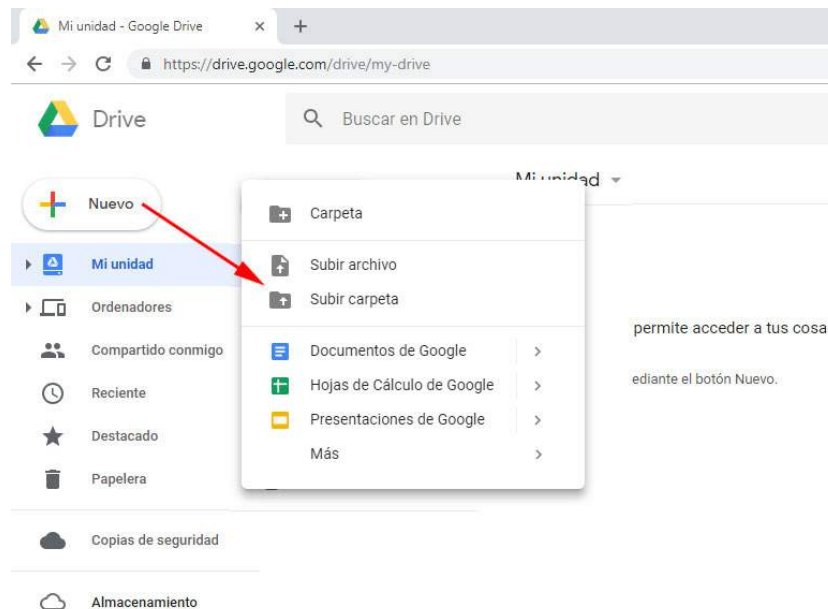 Mi unidad - Google Drive
https://drive.google.com/drive/my-drive
Drive
Buscar en Drive
Mi unidad
Nuevo
Carpeta
Mi unidad
Subir archivo
Ordenadores
Subir carpeta
permite acceder a tus cosa
Compartido conmigo
Documentos de Google
Reciente
Hojas de Cálculo de Google
ediante el botón Nuevo.
Destacado
Presentaciones de Google
Papelera
Más
Copias de seguridad
Almacenamiento